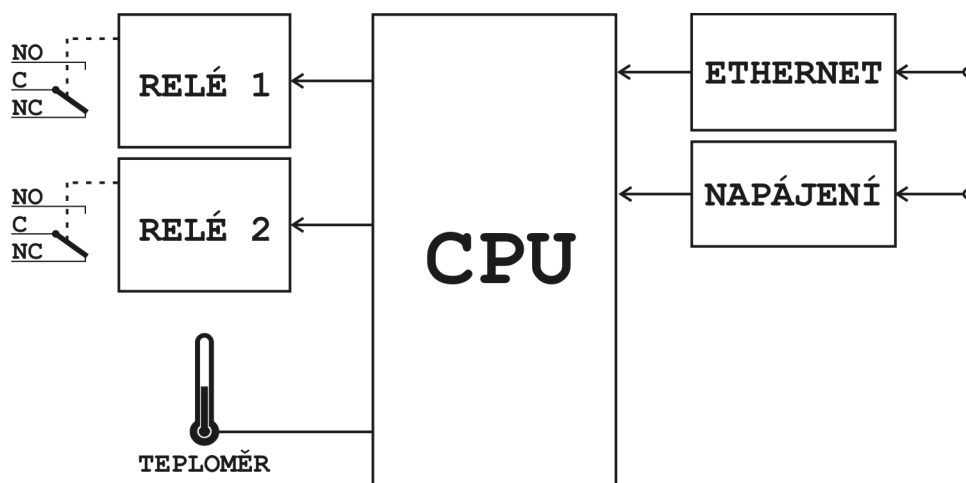 NO
C
NC
RELÉ 1
NO
C
NC
RELÉ 2
TEPLOMĚR
CPU
ETHERNET
NAPÁJENÍ